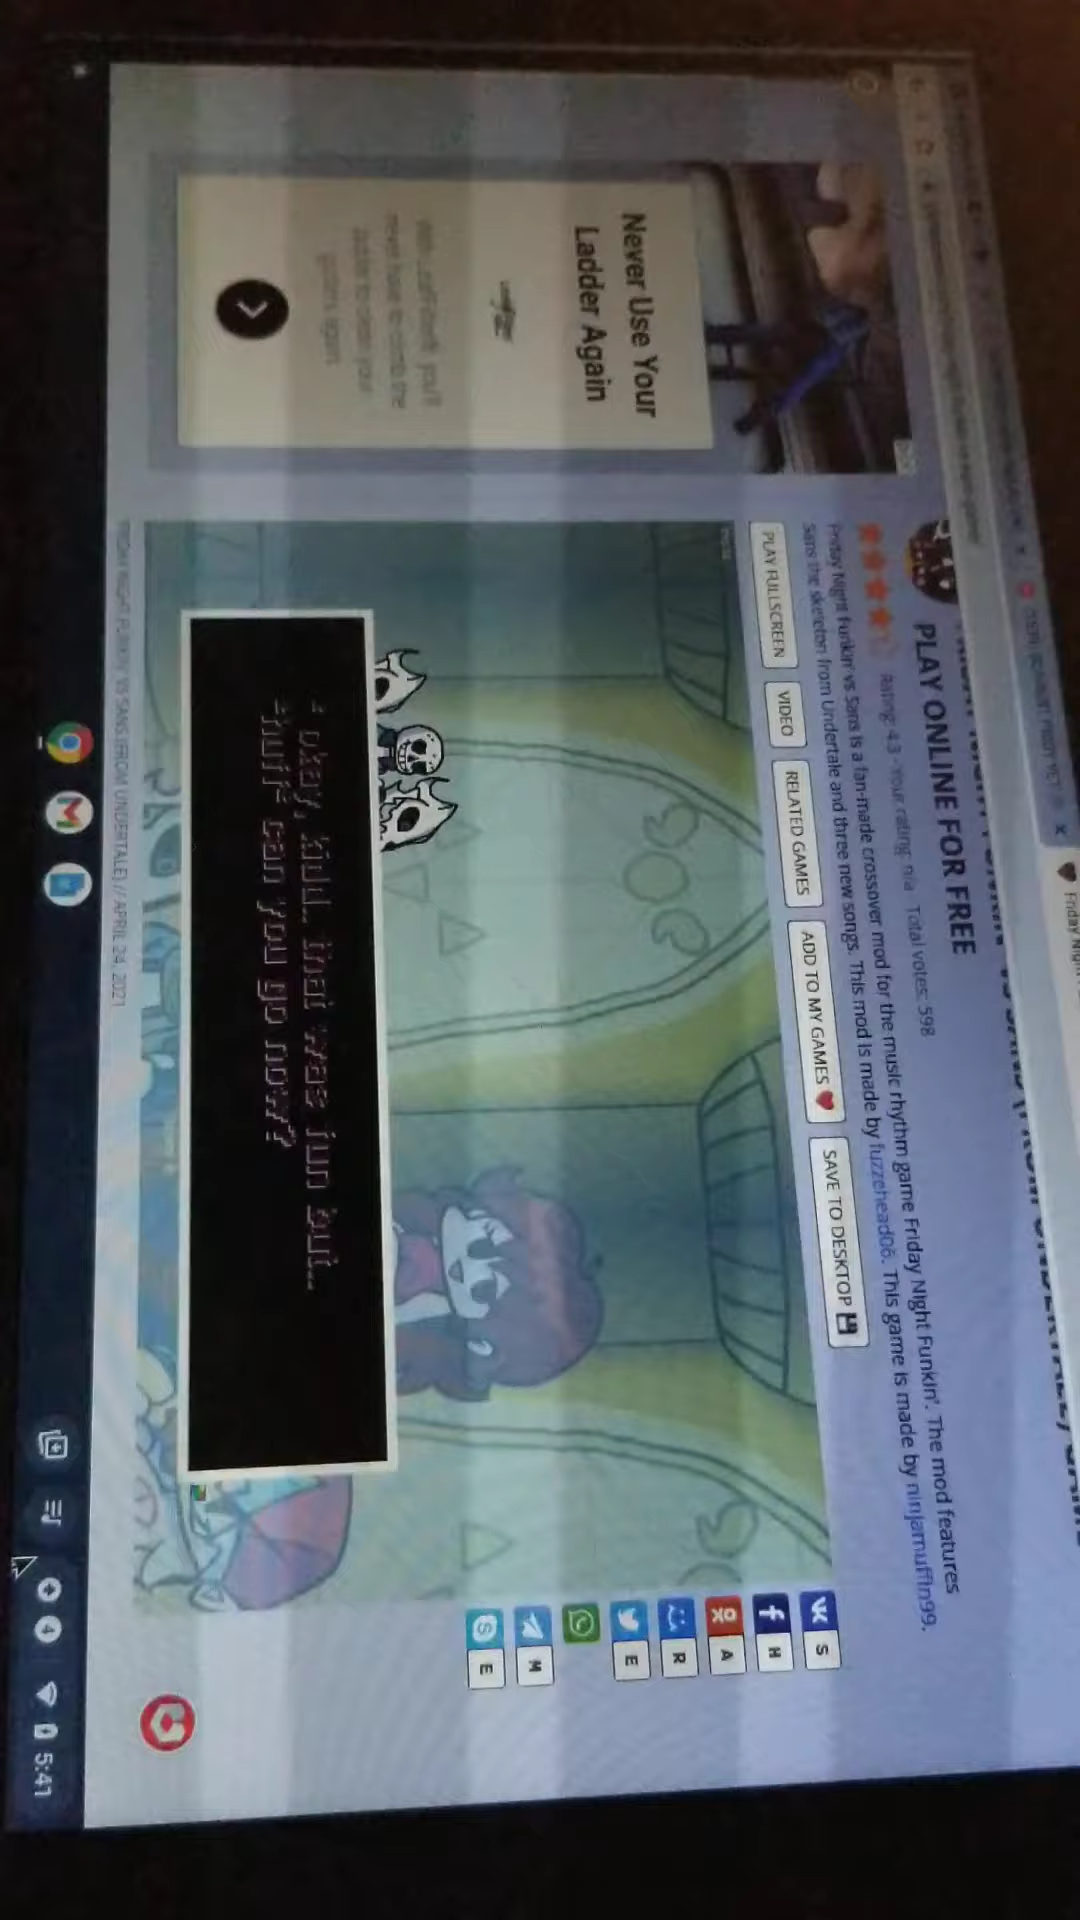 PLAY ONLINE FOR FREE
Rating: 4.3 - Your rating: n/a Total votes: 598
Friday Night Funkin' vs Sans is a fan-made crossover mod for the music rhythm game Friday Night Funkin'. The mod features
Sans the skeleton from Undertale and three new songs. This mod is made by fuzzehead06. This game is made by ninjamuffin99.
PLAY FULLSCREEN
VIDEO
RELATED GAMES
ADD TO MY GAMES
SAVE TO DESKTOP
Never Use Your
Ladder Again
* okay, kidd.. that was fun but...
*huff* can you go now?
S
H
A
R
E
M
E
FRIDAY NIGHT FUNKIN' VS SANS (FROM UNDERTALE) // APRIL 24, 2021
4
5:41